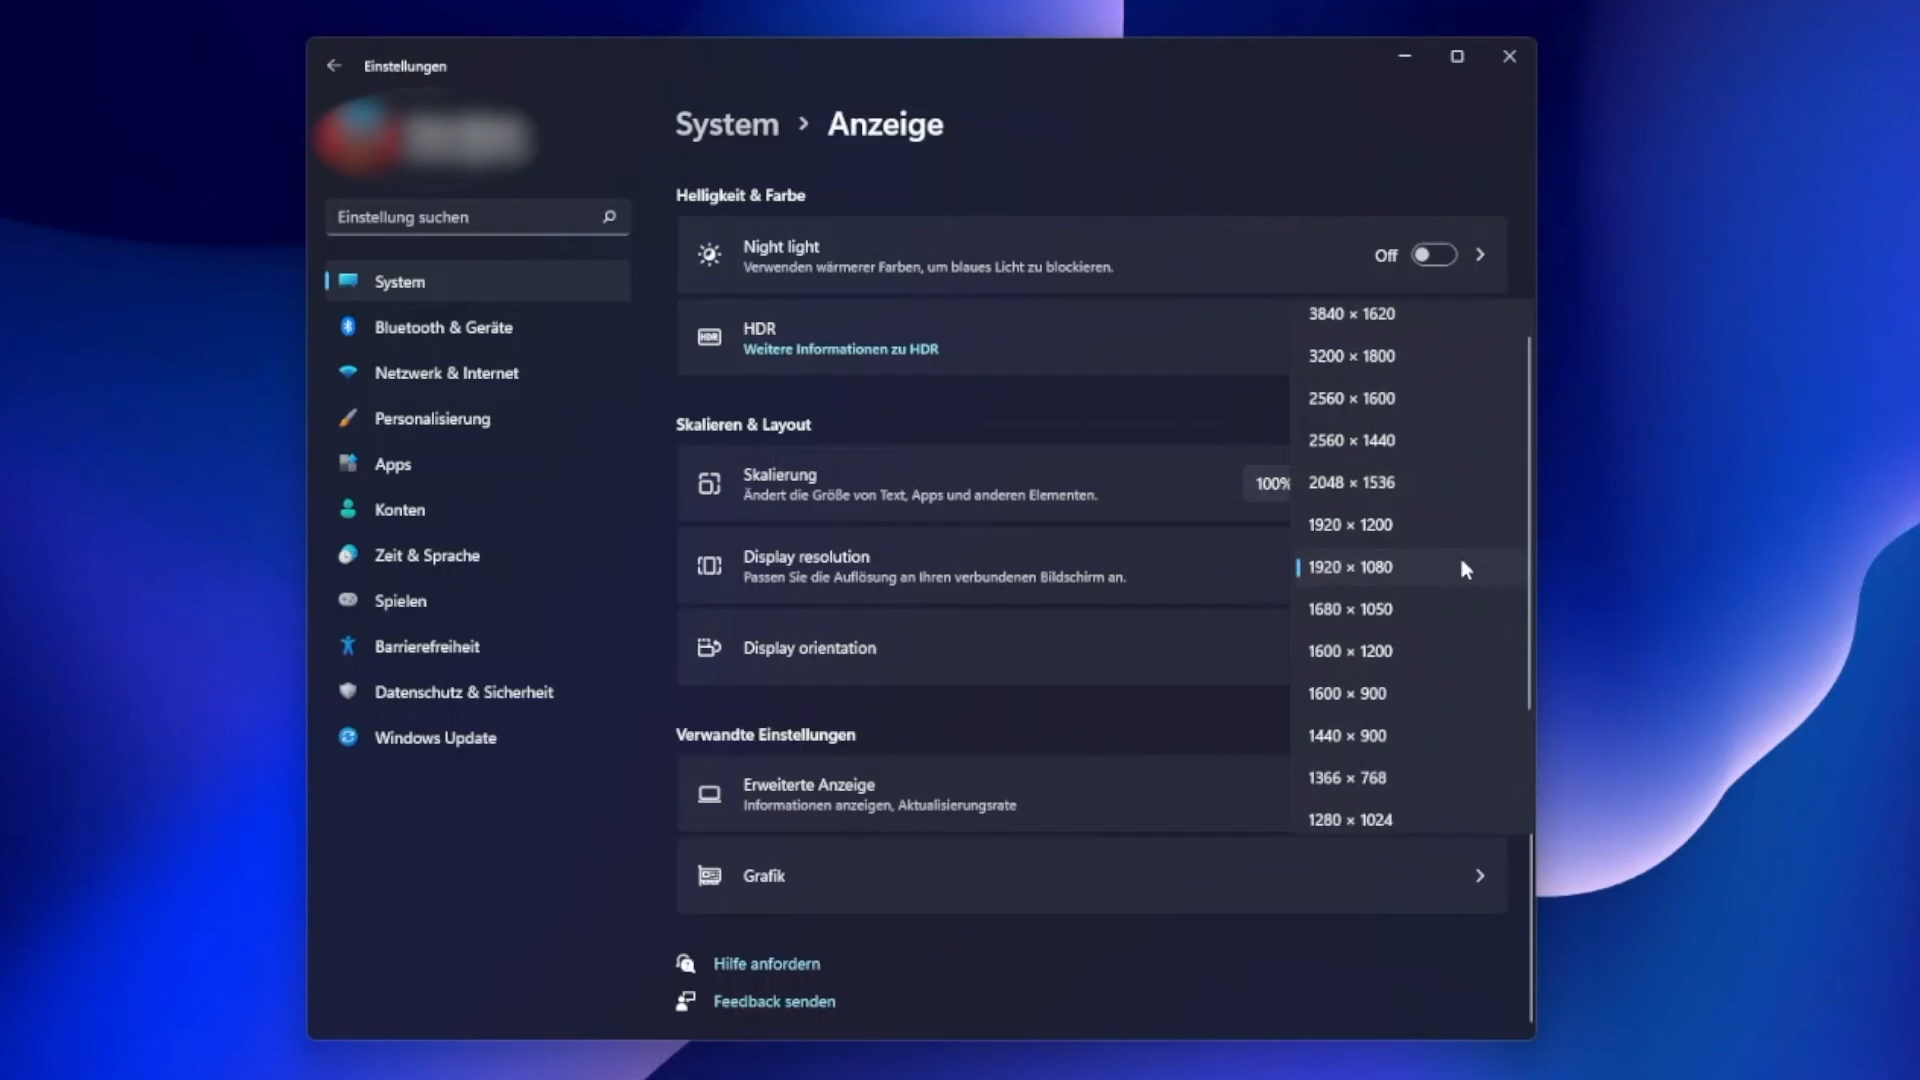 Einstellungen
Einstellung suchen
System
Bluetooth & Geräte
Netzwerk & Internet
Personalisierung
Apps
Konten
Zeit & Sprache
Spielen
Barrierefreiheit
Datenschutz & Sicherheit
Windows Update
System > Anzeige
Helligkeit & Farbe
Night light
Verwenden wärmerer Farben, um blaues Licht zu blockieren.
Off
HDR
HDR
Weitere Informationen zu HDR
Skalieren & Layout
Skalierung
Ändert die Größe von Text, Apps und anderen Elementen.
100%
Display resolution
Passen Sie die Auflösung an Ihren verbundenen Bildschirm an.
Display orientation
3840 × 1620
3200 × 1800
2560 × 1600
2560 × 1440
2048 × 1536
1920 × 1200
1920 × 1080
1680 × 1050
1600 × 1200
1600 × 900
1440 × 900
1366 × 768
1280 × 1024
Verwandte Einstellungen
Erweiterte Anzeige
Informationen anzeigen, Aktualisierungsrate
Grafik
Hilfe anfordern
Feedback senden